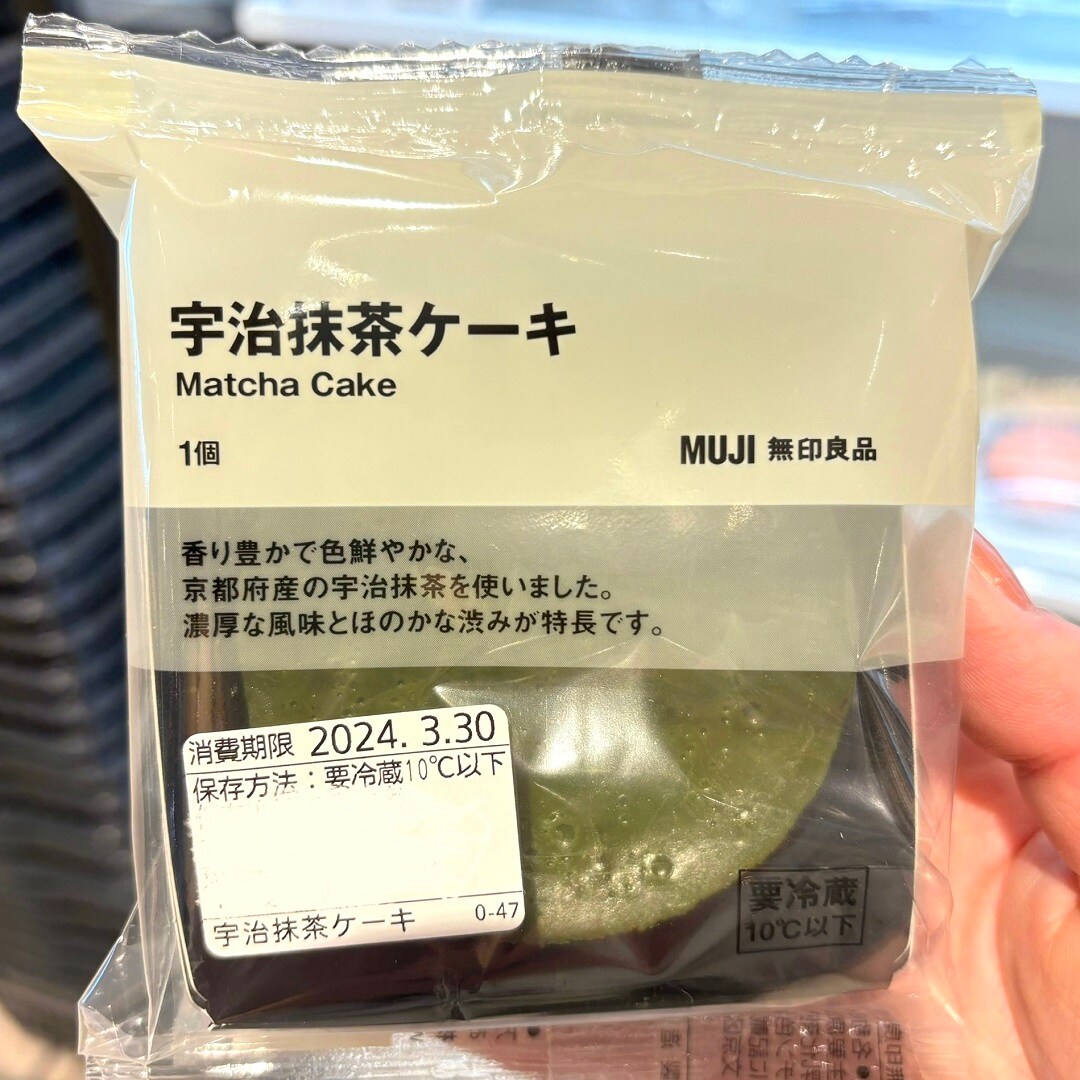 宇治抹茶ケーキ
Matcha Cake
1個
MUJI 無印良品
香り豊かで色鮮やかな、
京都府産の宇治抹茶を使いました。
濃厚な風味とほのかな渋みが特長です。
消費期限 2024. 3.30
保存方法：要冷蔵10℃以下
宇治抹茶ケーキ 0-47
要冷蔵
10℃以下